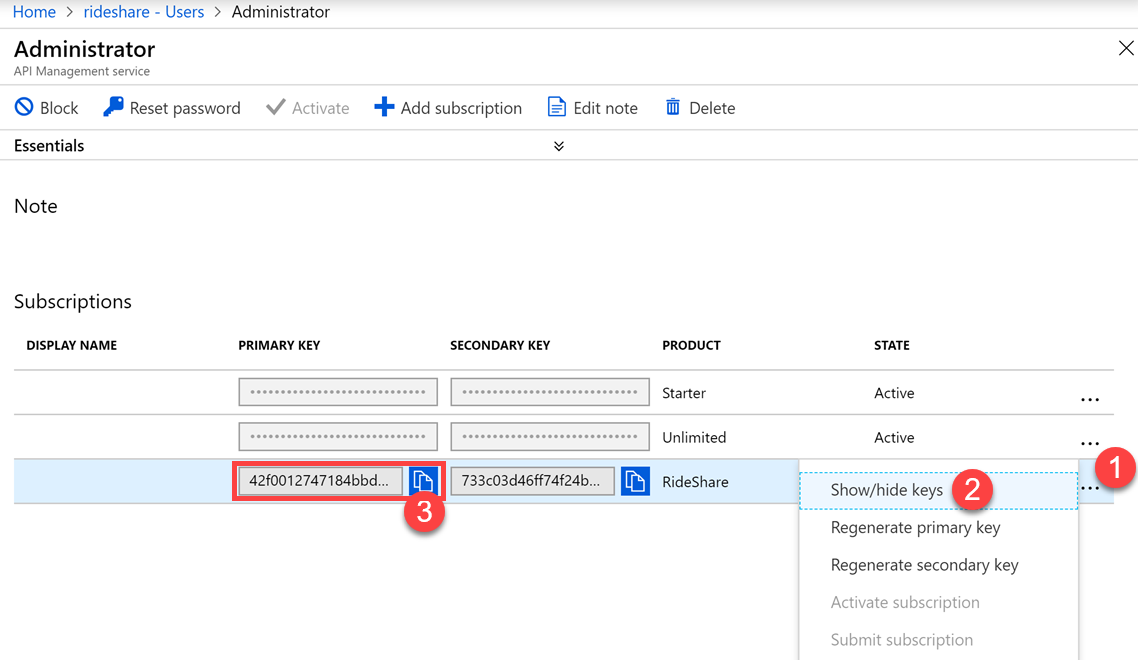 Home > rideshare - Users > Administrator
Administrator
API Management service
Block Reset password Activate Add subscription Edit note Delete
Essentials
Note
Subscriptions
DISPLAY NAME PRIMARY KEY SECONDARY KEY PRODUCT STATE
•••••••••••••••••••••••••••• •••••••••••••••••••••••••••• Starter Active ...
•••••••••••••••••••••••••••• •••••••••••••••••••••••••••• Unlimited Active ...
42f0012747184bbd... 733c03d46ff74f24b... RideShare ... 1
3
Show/hide keys 2
Regenerate primary key
Regenerate secondary key
Activate subscription
Submit subscription